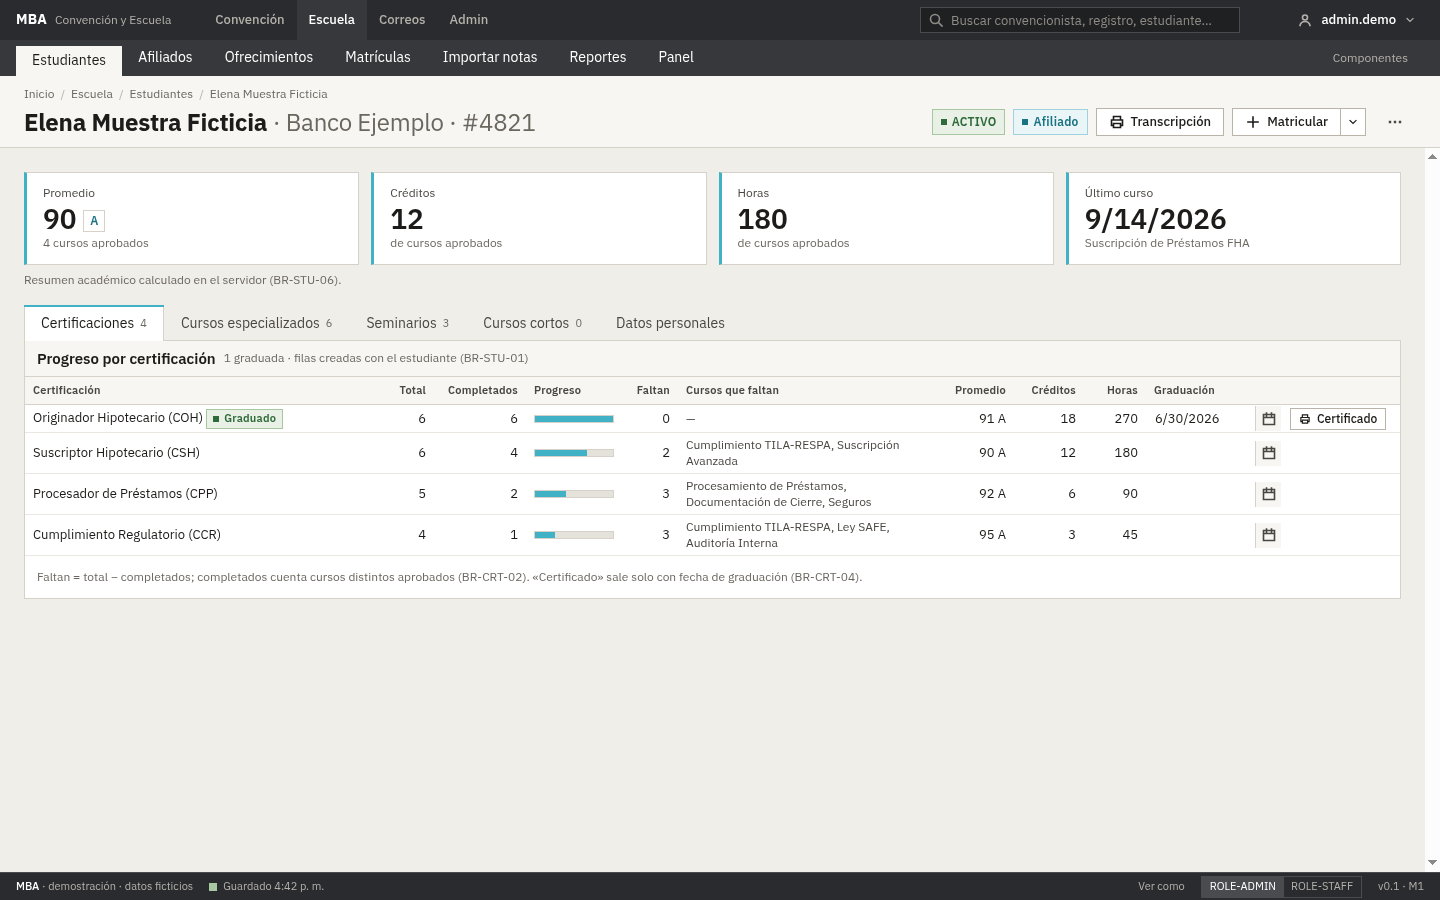 MBA Convención y Escuela Convención Escuela Correos Admin Buscar convencionista, registro, estudiante... admin.demo
Estudiantes Afiliados Ofrecimientos Matrículas Importar notas Reportes Panel Componentes
Inicio / Escuela / Estudiantes / Elena Muestra Ficticia
Elena Muestra Ficticia · Banco Ejemplo · #4821 ACTIVO Afiliado Transcripción Matricular
Promedio Créditos Horas Último curso
90 A 12 180 9/14/2026
4 cursos aprobados de cursos aprobados de cursos aprobados Suscripción de Préstamos FHA
Resumen académico calculado en el servidor (BR-STU-06).
Certificaciones 4 Cursos especializados 6 Seminarios 3 Cursos cortos 0 Datos personales
Progreso por certificación 1 graduada · filas creadas con el estudiante (BR-STU-01)
Certificación Total Completados Progreso Faltan Cursos que faltan Promedio Créditos Horas Graduación
Originador Hipotecario (COH) Graduado 6 6 0 — 91 A 18 270 6/30/2026 Certificado
Suscriptor Hipotecario (CSH) 6 4 2 Cumplimiento TILA-RESPA, Suscripción 90 A 12 180
Avanzada
Procesador de Préstamos (CPP) 5 2 3 Procesamiento de Préstamos, 92 A 6 90
Documentación de Cierre, Seguros
Cumplimiento Regulatorio (CCR) 4 1 3 Cumplimiento TILA-RESPA, Ley SAFE, 95 A 3 45
Auditoría Interna
Faltan = total − completados; completados cuenta cursos distintos aprobados (BR-CRT-02). «Certificado» sale solo con fecha de graduación (BR-CRT-04).
MBA · demostración · datos ficticios Guardado 4:42 p. m. Ver como ROLE-ADMIN ROLE-STAFF v0.1 · M1